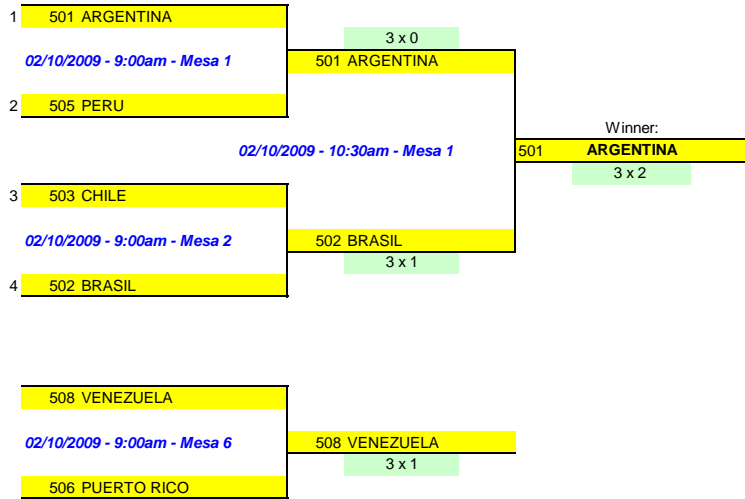 1 501 ARGENTINA
3 x 0
02/10/2009 - 9:00am - Mesa 1
501 ARGENTINA
2 505 PERU
Winner:
02/10/2009 - 10:30am - Mesa 1
501 ARGENTINA
3 x 2
3 503 CHILE
02/10/2009 - 9:00am - Mesa 2
502 BRASIL
3 x 1
4 502 BRASIL
508 VENEZUELA
02/10/2009 - 9:00am - Mesa 6
508 VENEZUELA
3 x 1
506 PUERTO RICO